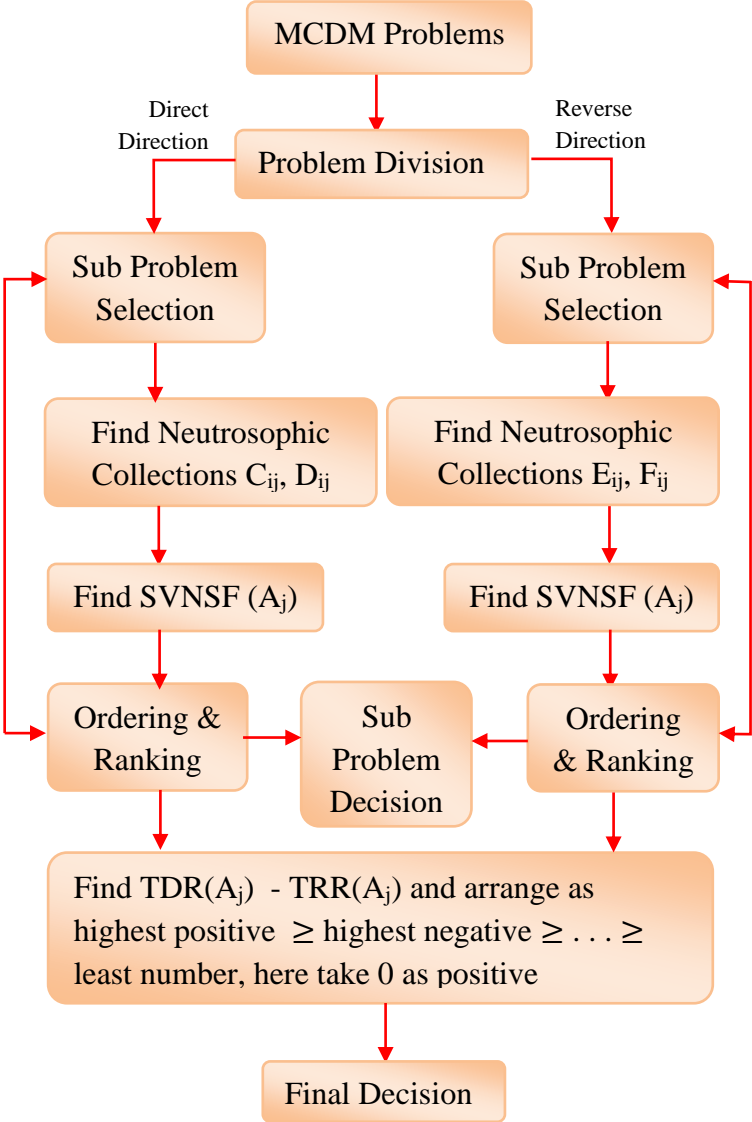 MCDM Problems
Direct
Direction
Reverse
Direction
Problem Division
Sub Problem
Selection
Sub Problem
Selection
Find Neutrosophic
Collections Cij, Dij
Find Neutrosophic
Collections Eij, Fij
Find SVNSF (Aj)
Find SVNSF (Aj)
Ordering &
Ranking
Sub
Problem
Decision
Ordering
& Ranking
Find TDR(Aj) - TRR(Aj) and arrange as
highest positive ≥ highest negative ≥ . . . ≥
least number, here take 0 as positive
Final Decision